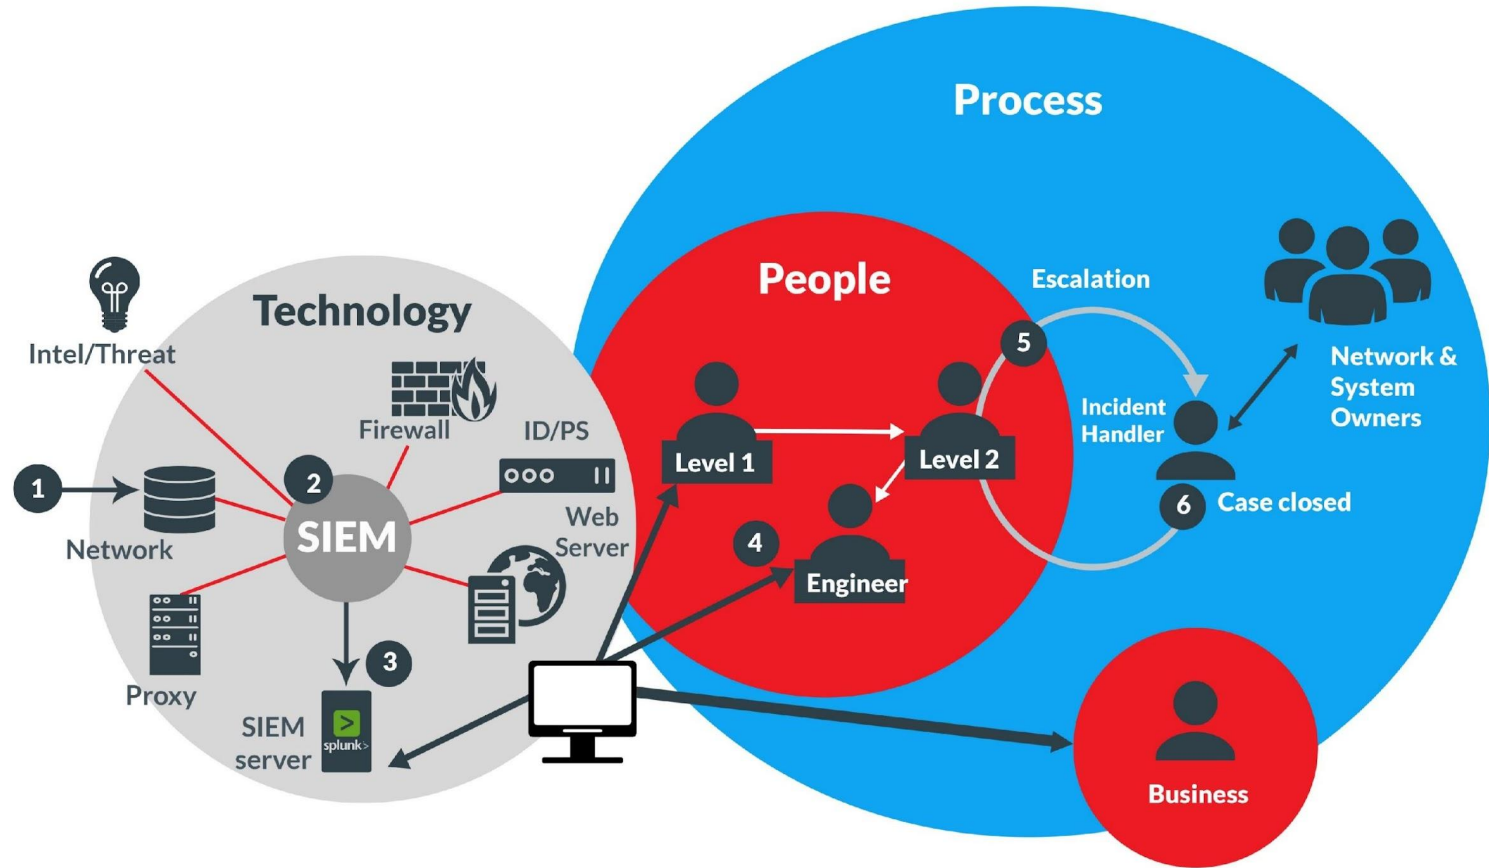 Process
People
Escalation
5
Technology
Intel/Threat
Network &
System
Owners
Firewall
ID/PS
Incident
Handler
Level 1
Level 2
1
2
SIEM
6
Case closed
Network
Web
Server
4
Engineer
3
Proxy
SIEM
server
>
splunk>
Business